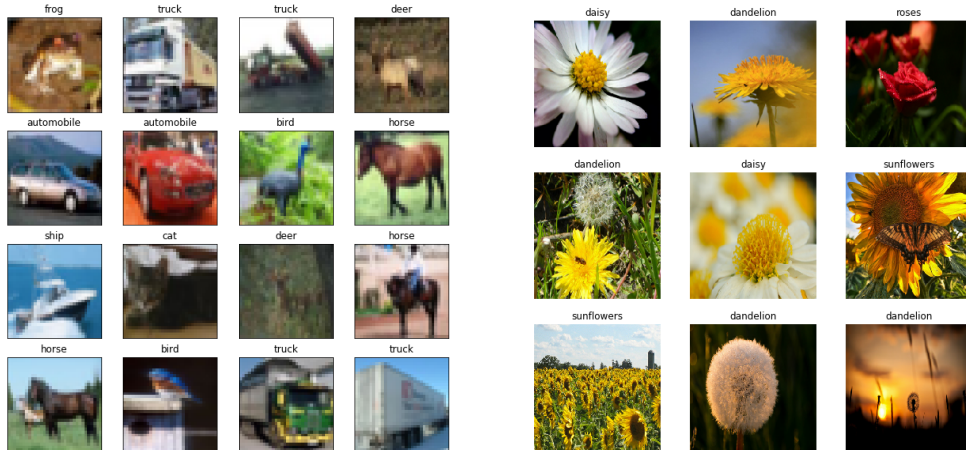 frog truck truck deer
automobile automobile bird horse
ship cat deer horse
horse bird truck truck
daisy dandelion roses
dandelion daisy sunflowers
sunflowers dandelion dandelion